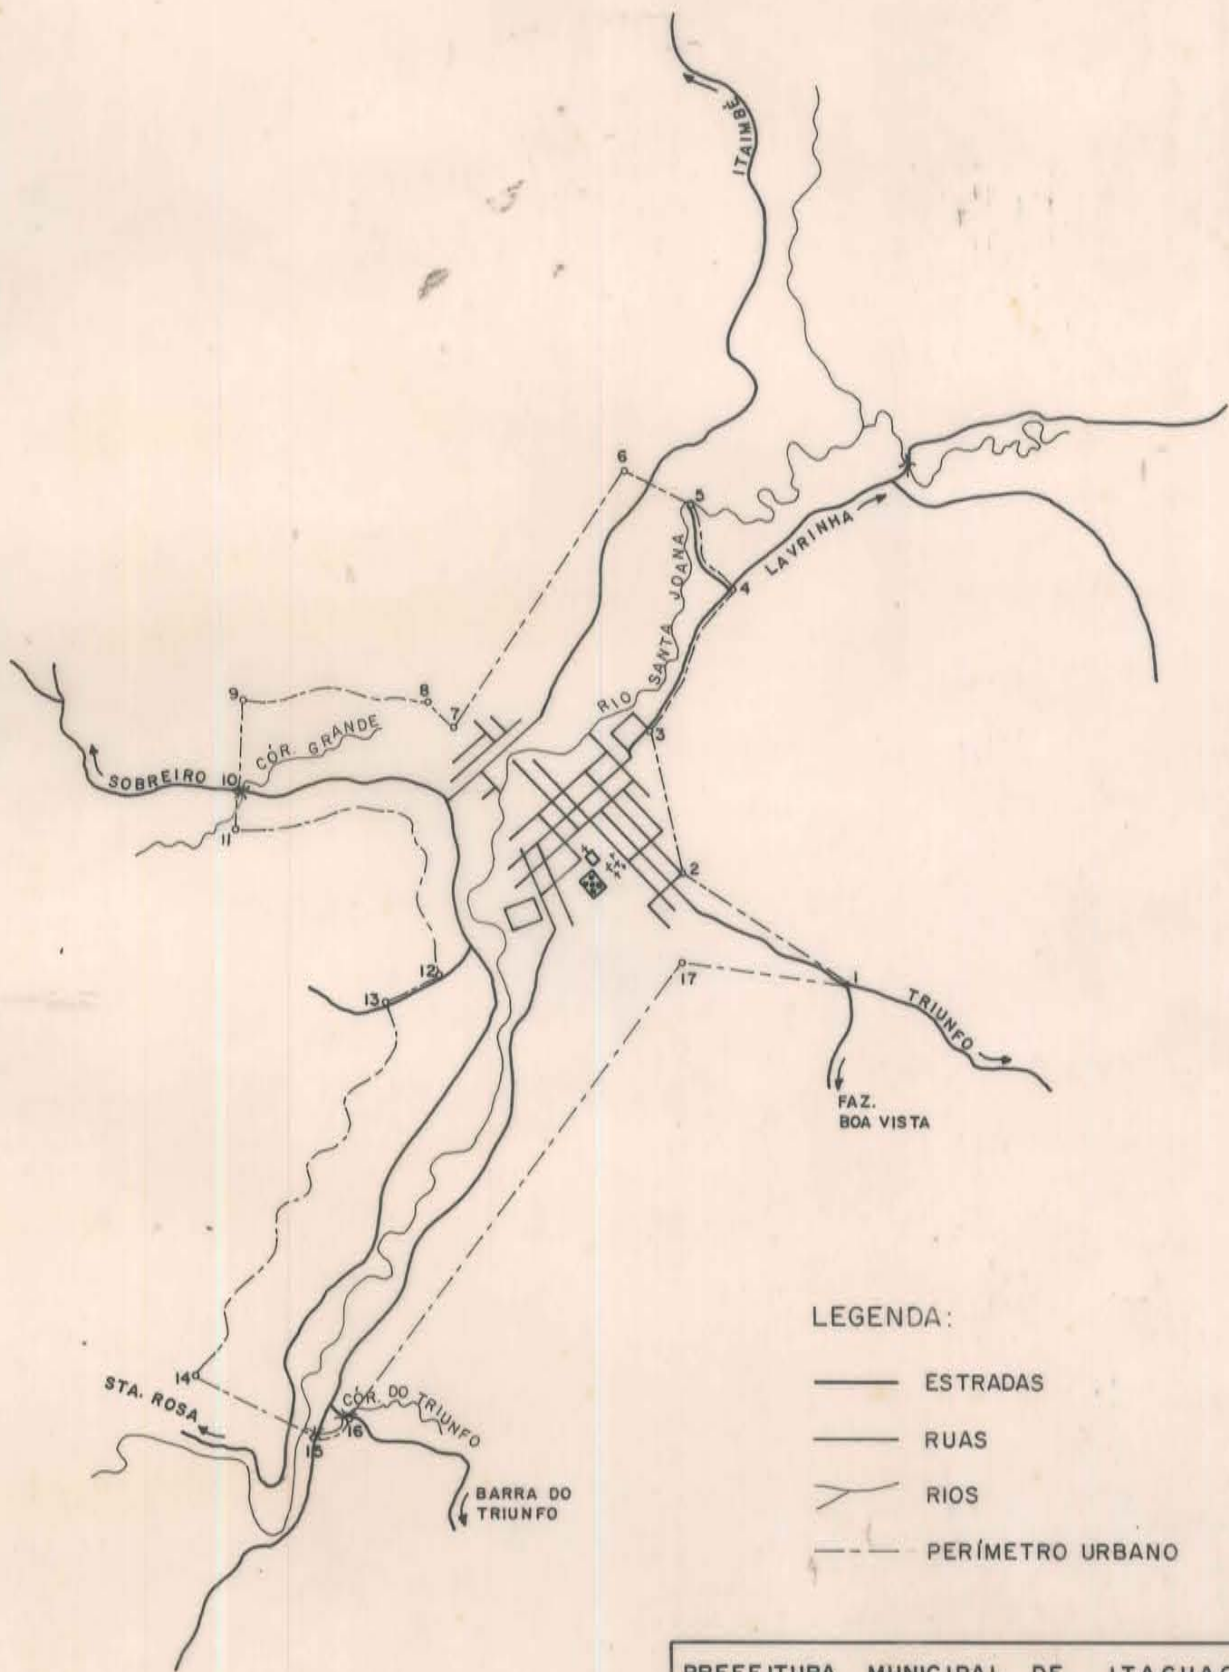 ITAIMBÉ
6
5
RIO SANTA JOANA
LAVRINHA
4
9
8
7
3
CÓR. GRANDE
SOBREIRO
10
11
2
12
17
1
13
TRIUNFO
FAZ.
BOA VISTA
LEGENDA:
14
ESTRADAS
STA. ROSA
CÓR. DO TRIUNFO
16
15
RUAS
BARRA DO
TRIUNFO
RIOS
PERÍMETRO URBANO
PREFEITURA MUNICIPAL DE